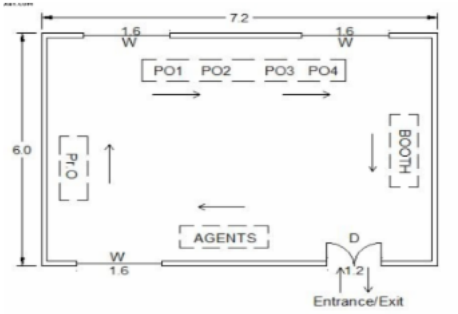 7.2
1.6 1.6
W W
PO1 PO2 PO3 PO4
6.0
Pr O
BOOTH
AGENTS
W
1.6
D
1.2
Entrance/Exit